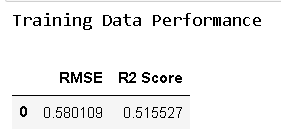 Training Data Performance
RMSE R2 Score
0 0.580109 0.515527